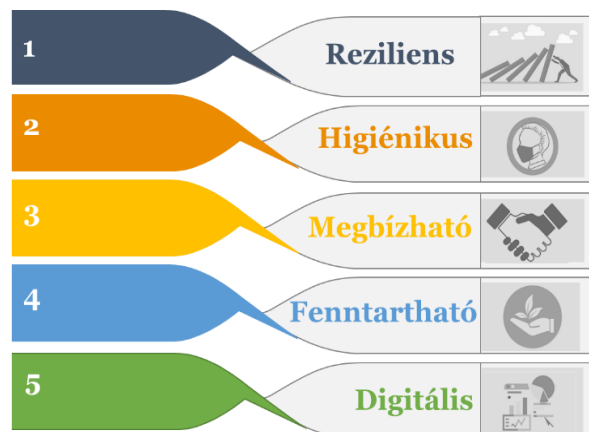 1 Reziliens
2 Higiénikus
3 Megbízható
4 Fenntartható
5 Digitális